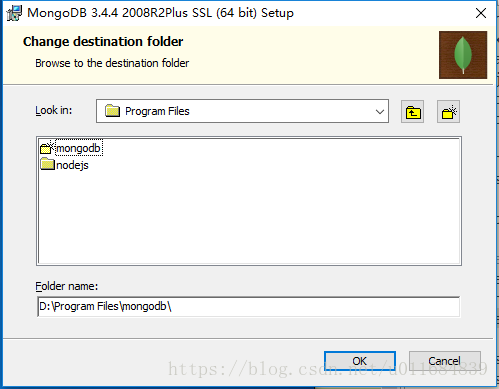 MongoDB 3.4.4 2008R2Plus SSL (64 bit) Setup
Change destination folder
Browse to the destination folder
Look in:
Program Files
mongodb
nodejs
Folder name:
D:\Program Files\mongodb\
OK
Cancel
https://blog.csdn.net/u011681339